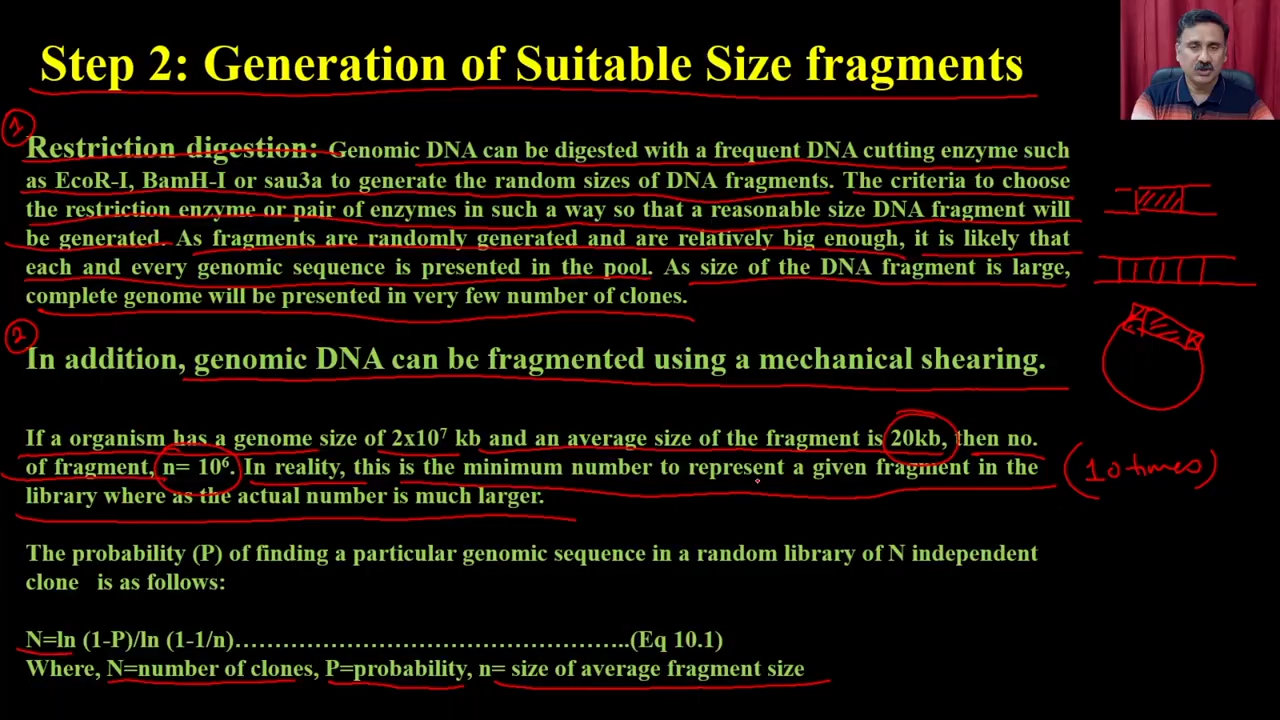 Step 2: Generation of Suitable Size fragments
1
Restriction digestion: Genomic DNA can be digested with a frequent DNA cutting enzyme such
as EcoR-I, BamH-I or sau3a to generate the random sizes of DNA fragments. The criteria to choose
the restriction enzyme or pair of enzymes in such a way so that a reasonable size DNA fragment will
be generated. As fragments are randomly generated and are relatively big enough, it is likely that
each and every genomic sequence is presented in the pool. As size of the DNA fragment is large,
complete genome will be presented in very few number of clones.
2
In addition, genomic DNA can be fragmented using a mechanical shearing.
If a organism has a genome size of 2x10⁷ kb and an average size of the fragment is 20kb, then no.
of fragment, n= 10⁶. In reality, this is the minimum number to represent a given fragment in the
(10 times)
library where as the actual number is much larger.
The probability (P) of finding a particular genomic sequence in a random library of N independent
clone is as follows:
N=ln (1-P)/ln (1-1/n)……………………………………………..(Eq 10.1)
Where, N=number of clones, P=probability, n= size of average fragment size